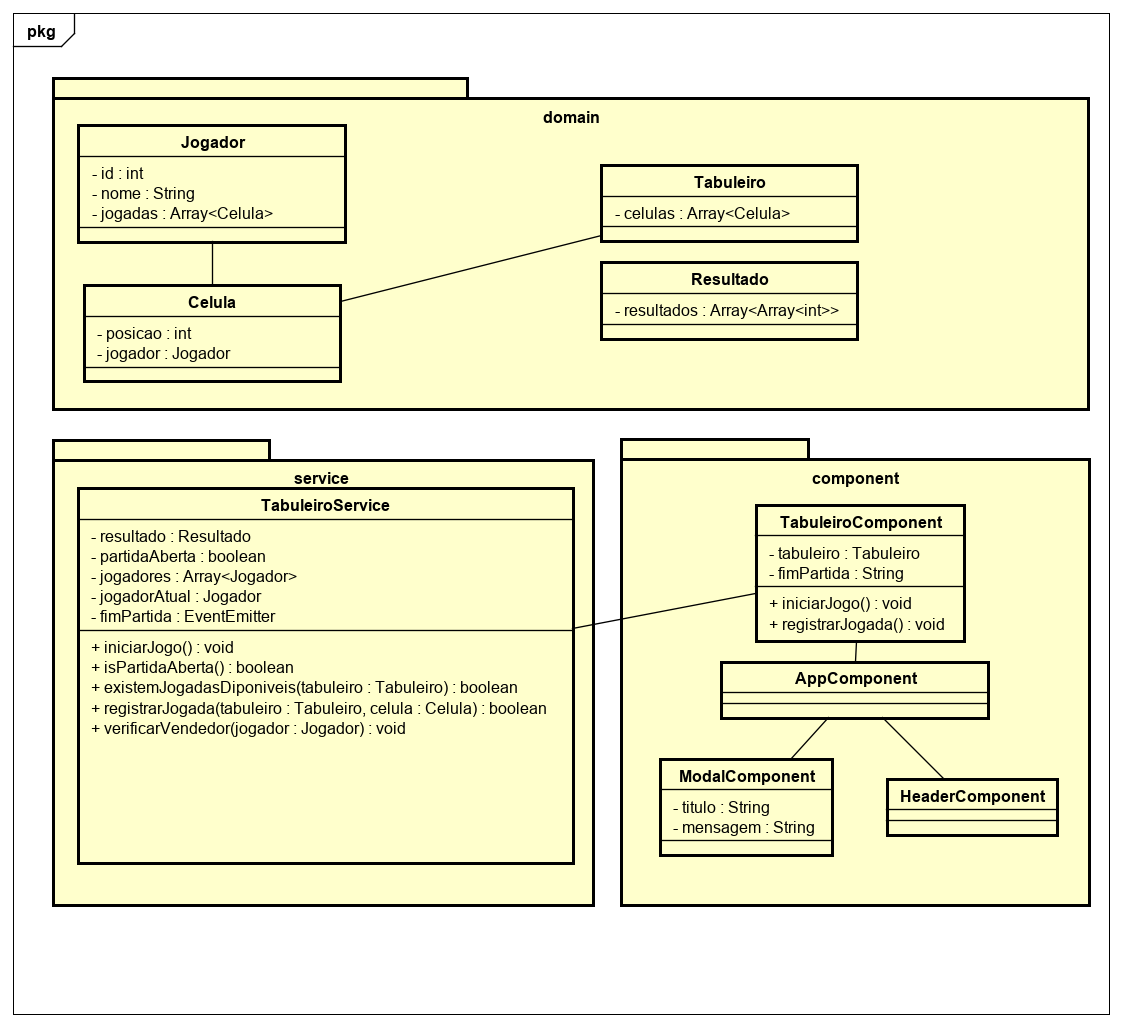 pkg
domain
Jogador
- id : int
- nome : String
- jogadas : Array<Celula>
Celula
- posicao : int
- jogador : Jogador
Tabuleiro
- celulas : Array<Celula>
Resultado
- resultados : Array<Array<int>>
service
TabuleiroService
- resultado : Resultado
- partidaAberta : boolean
- jogadores : Array<Jogador>
- jogadorAtual : Jogador
- fimPartida : EventEmitter
+ iniciarJogo() : void
+ isPartidaAberta() : boolean
+ existemJogadasDiponiveis(tabuleiro : Tabuleiro) : boolean
+ registrarJogada(tabuleiro : Tabuleiro, celula : Celula) : boolean
+ verificarVendedor(jogador : Jogador) : void
component
TabuleiroComponent
- tabuleiro : Tabuleiro
- fimPartida : String
+ iniciarJogo() : void
+ registrarJogada() : void
AppComponent
ModalComponent
- titulo : String
- mensagem : String
HeaderComponent